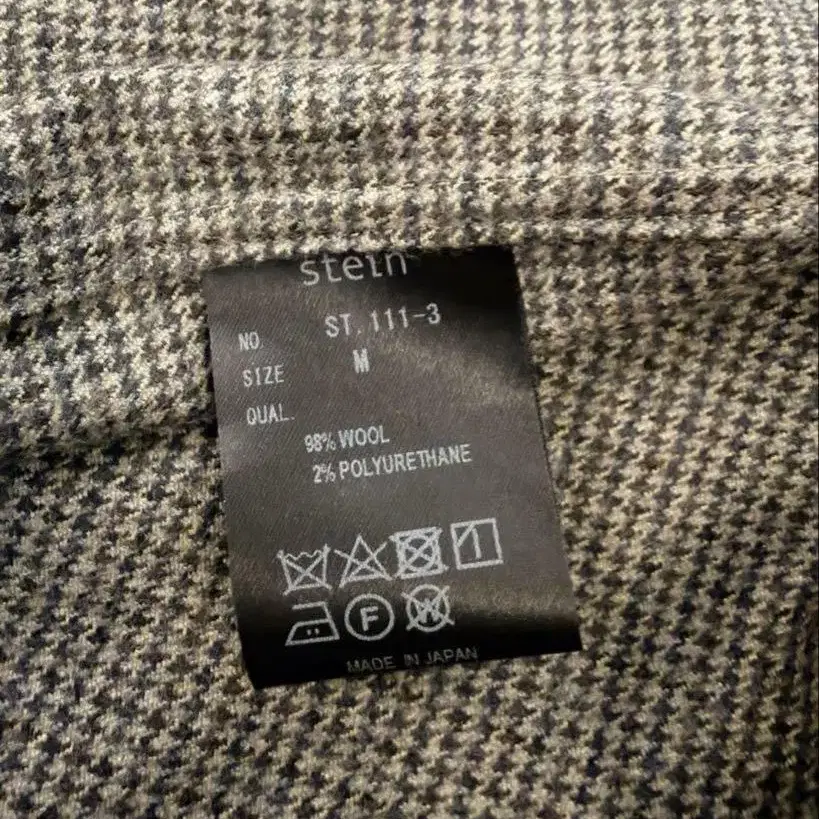 stein
NO. ST.111-3
SIZE M
QUAL.
98% WOOL
2% POLYURETHANE
F W
MADE IN JAPAN